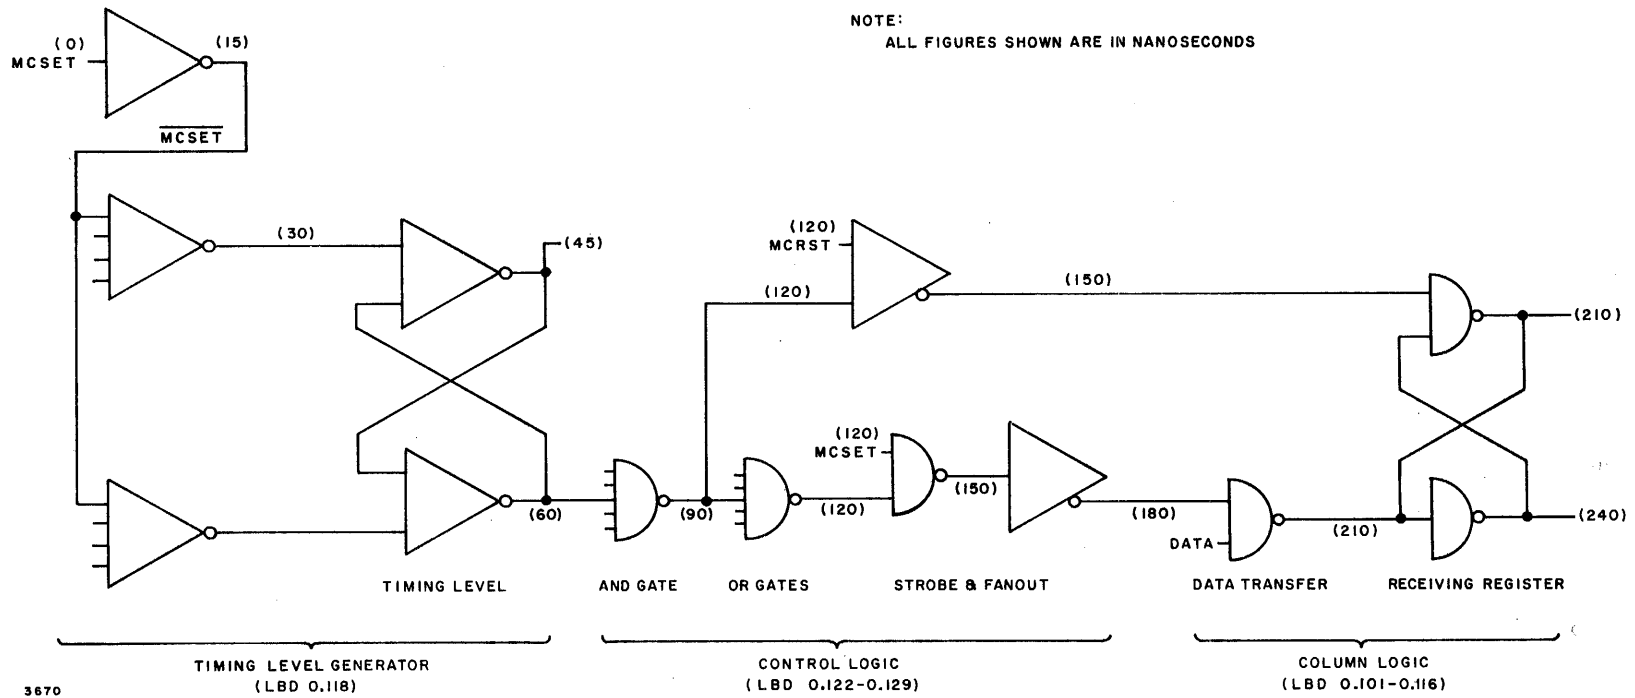 NOTE:
ALL FIGURES SHOWN ARE IN NANOSECONDS
(0)
MCSET
(15)
MCSET
(30)
(45)
(60)
(90)
(120)
(120)
MCRST
(150)
(120)
(120)
MCSET
(150)
(180)
DATA
(210)
(210)
(240)
TIMING LEVEL
AND GATE
OR GATES
STROBE & FANOUT
DATA TRANSFER
RECEIVING REGISTER
TIMING LEVEL GENERATOR
(LBD 0.118)
CONTROL LOGIC
(LBD 0.122-0.129)
COLUMN LOGIC
(LBD 0.101-0.116)
3670